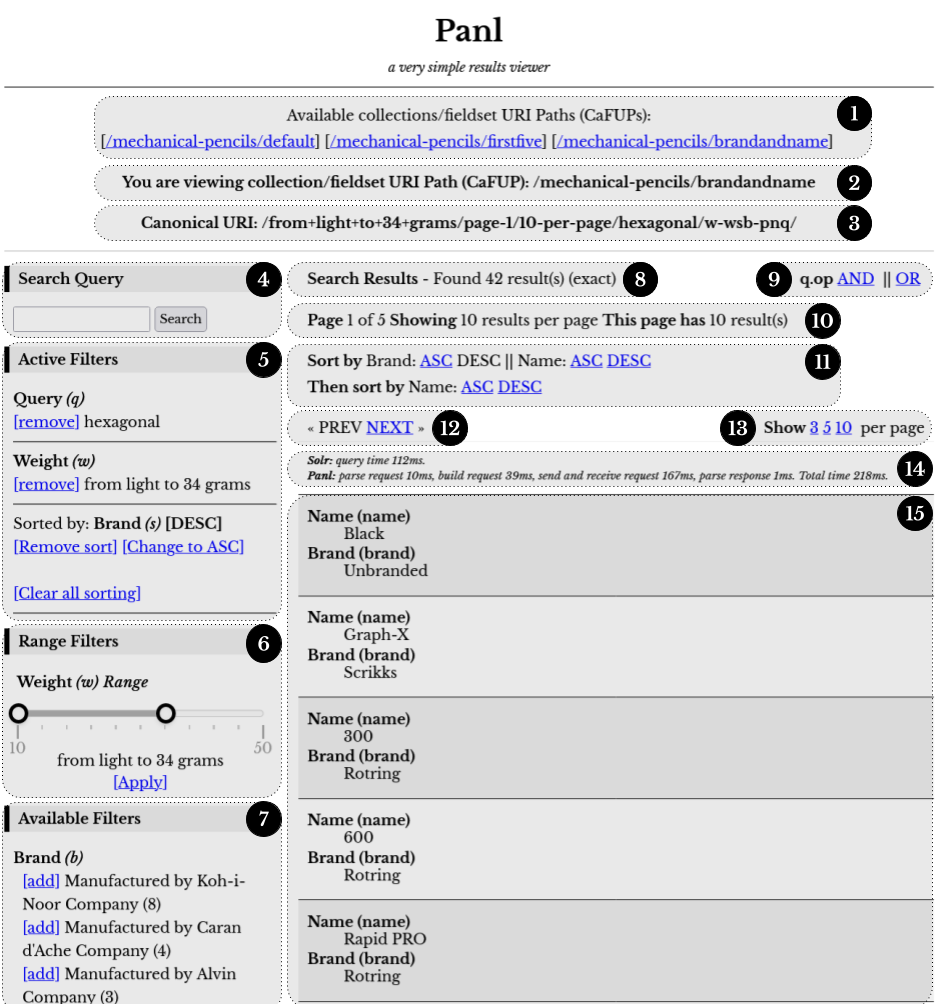 Panl
a very simple results viewer
Available collections/fieldset URI Paths (CaFUPs):
1
[/mechanical-pencils/default] [/mechanical-pencils/firstfive] [/mechanical-pencils/brandandname]
You are viewing collection/fieldset URI Path (CaFUP): /mechanical-pencils/brandandname
2
Canonical URI: /from+light+to+34+grams/page-1/10-per-page/hexagonal/w-wsb-pnq/
3
Search Query
4
Search
Active Filters
5
Query (q)
[remove] hexagonal
Weight (w)
[remove] from light to 34 grams
Sorted by: Brand (s) [DESC]
[Remove sort] [Change to ASC]
[Clear all sorting]
Range Filters
6
Weight (w) Range
10
50
from light to 34 grams
[Apply]
Available Filters
7
Brand (b)
[add] Manufactured by Koh-i-
Noor Company (8)
[add] Manufactured by Caran
d'Ache Company (4)
[add] Manufactured by Alvin
Company (3)
Search Results - Found 42 result(s) (exact)
8
9
q.op AND || OR
Page 1 of 5 Showing 10 results per page This page has 10 result(s)
10
Sort by Brand: ASC DESC || Name: ASC DESC
11
Then sort by Name: ASC DESC
« PREV NEXT »
12
13
Show 3 5 10 per page
Solr: query time 112ms.
Panl: parse request 10ms, build request 39ms, send and receive request 167ms, parse response 1ms. Total time 218ms.
14
15
Name (name)
Black
Brand (brand)
Unbranded
Name (name)
Graph-X
Brand (brand)
Scrikks
Name (name)
300
Brand (brand)
Rotring
Name (name)
600
Brand (brand)
Rotring
Name (name)
Rapid PRO
Brand (brand)
Rotring